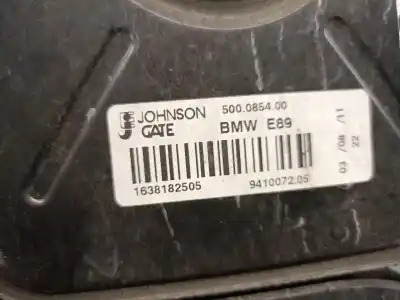 JOHNSON 500.0854.00
GATE BMW E89
1638182505 9410072.05
03 / 08 / 11
22